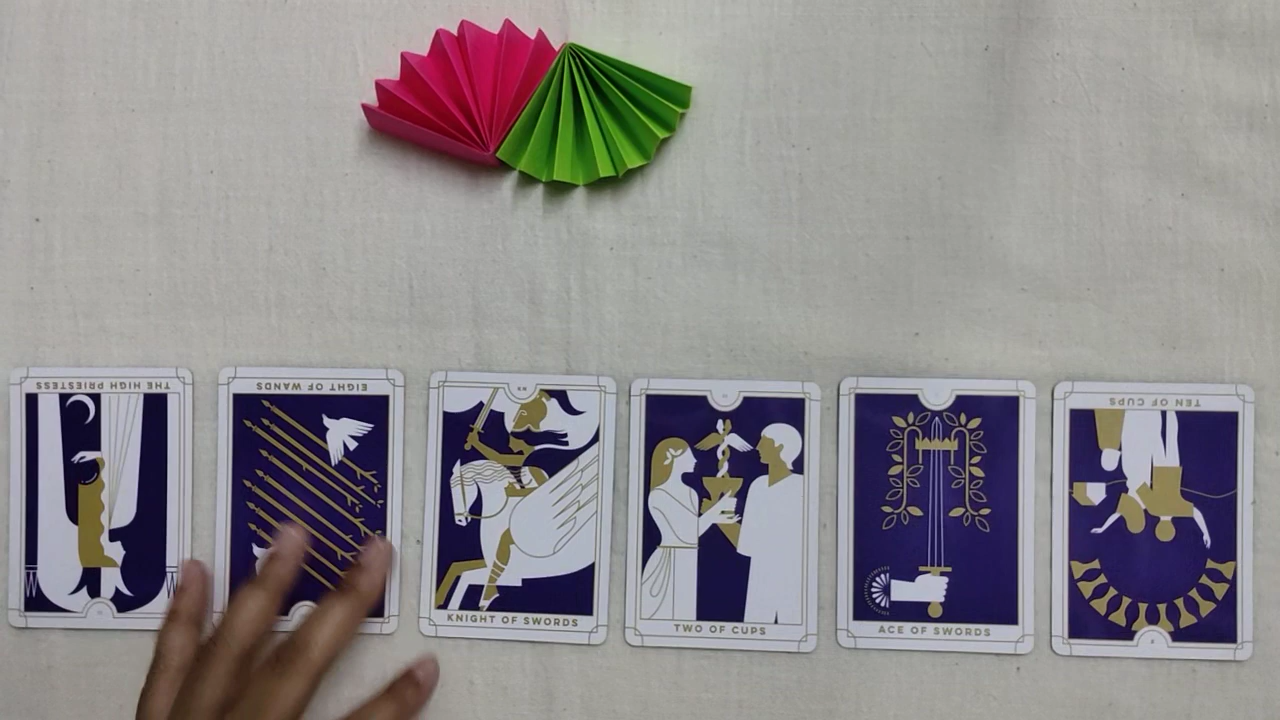 THE HIGH PRIESTESS
EIGHT OF WANDS
KNIGHT OF SWORDS
TWO OF CUPS
ACE OF SWORDS
TEN OF CUPS